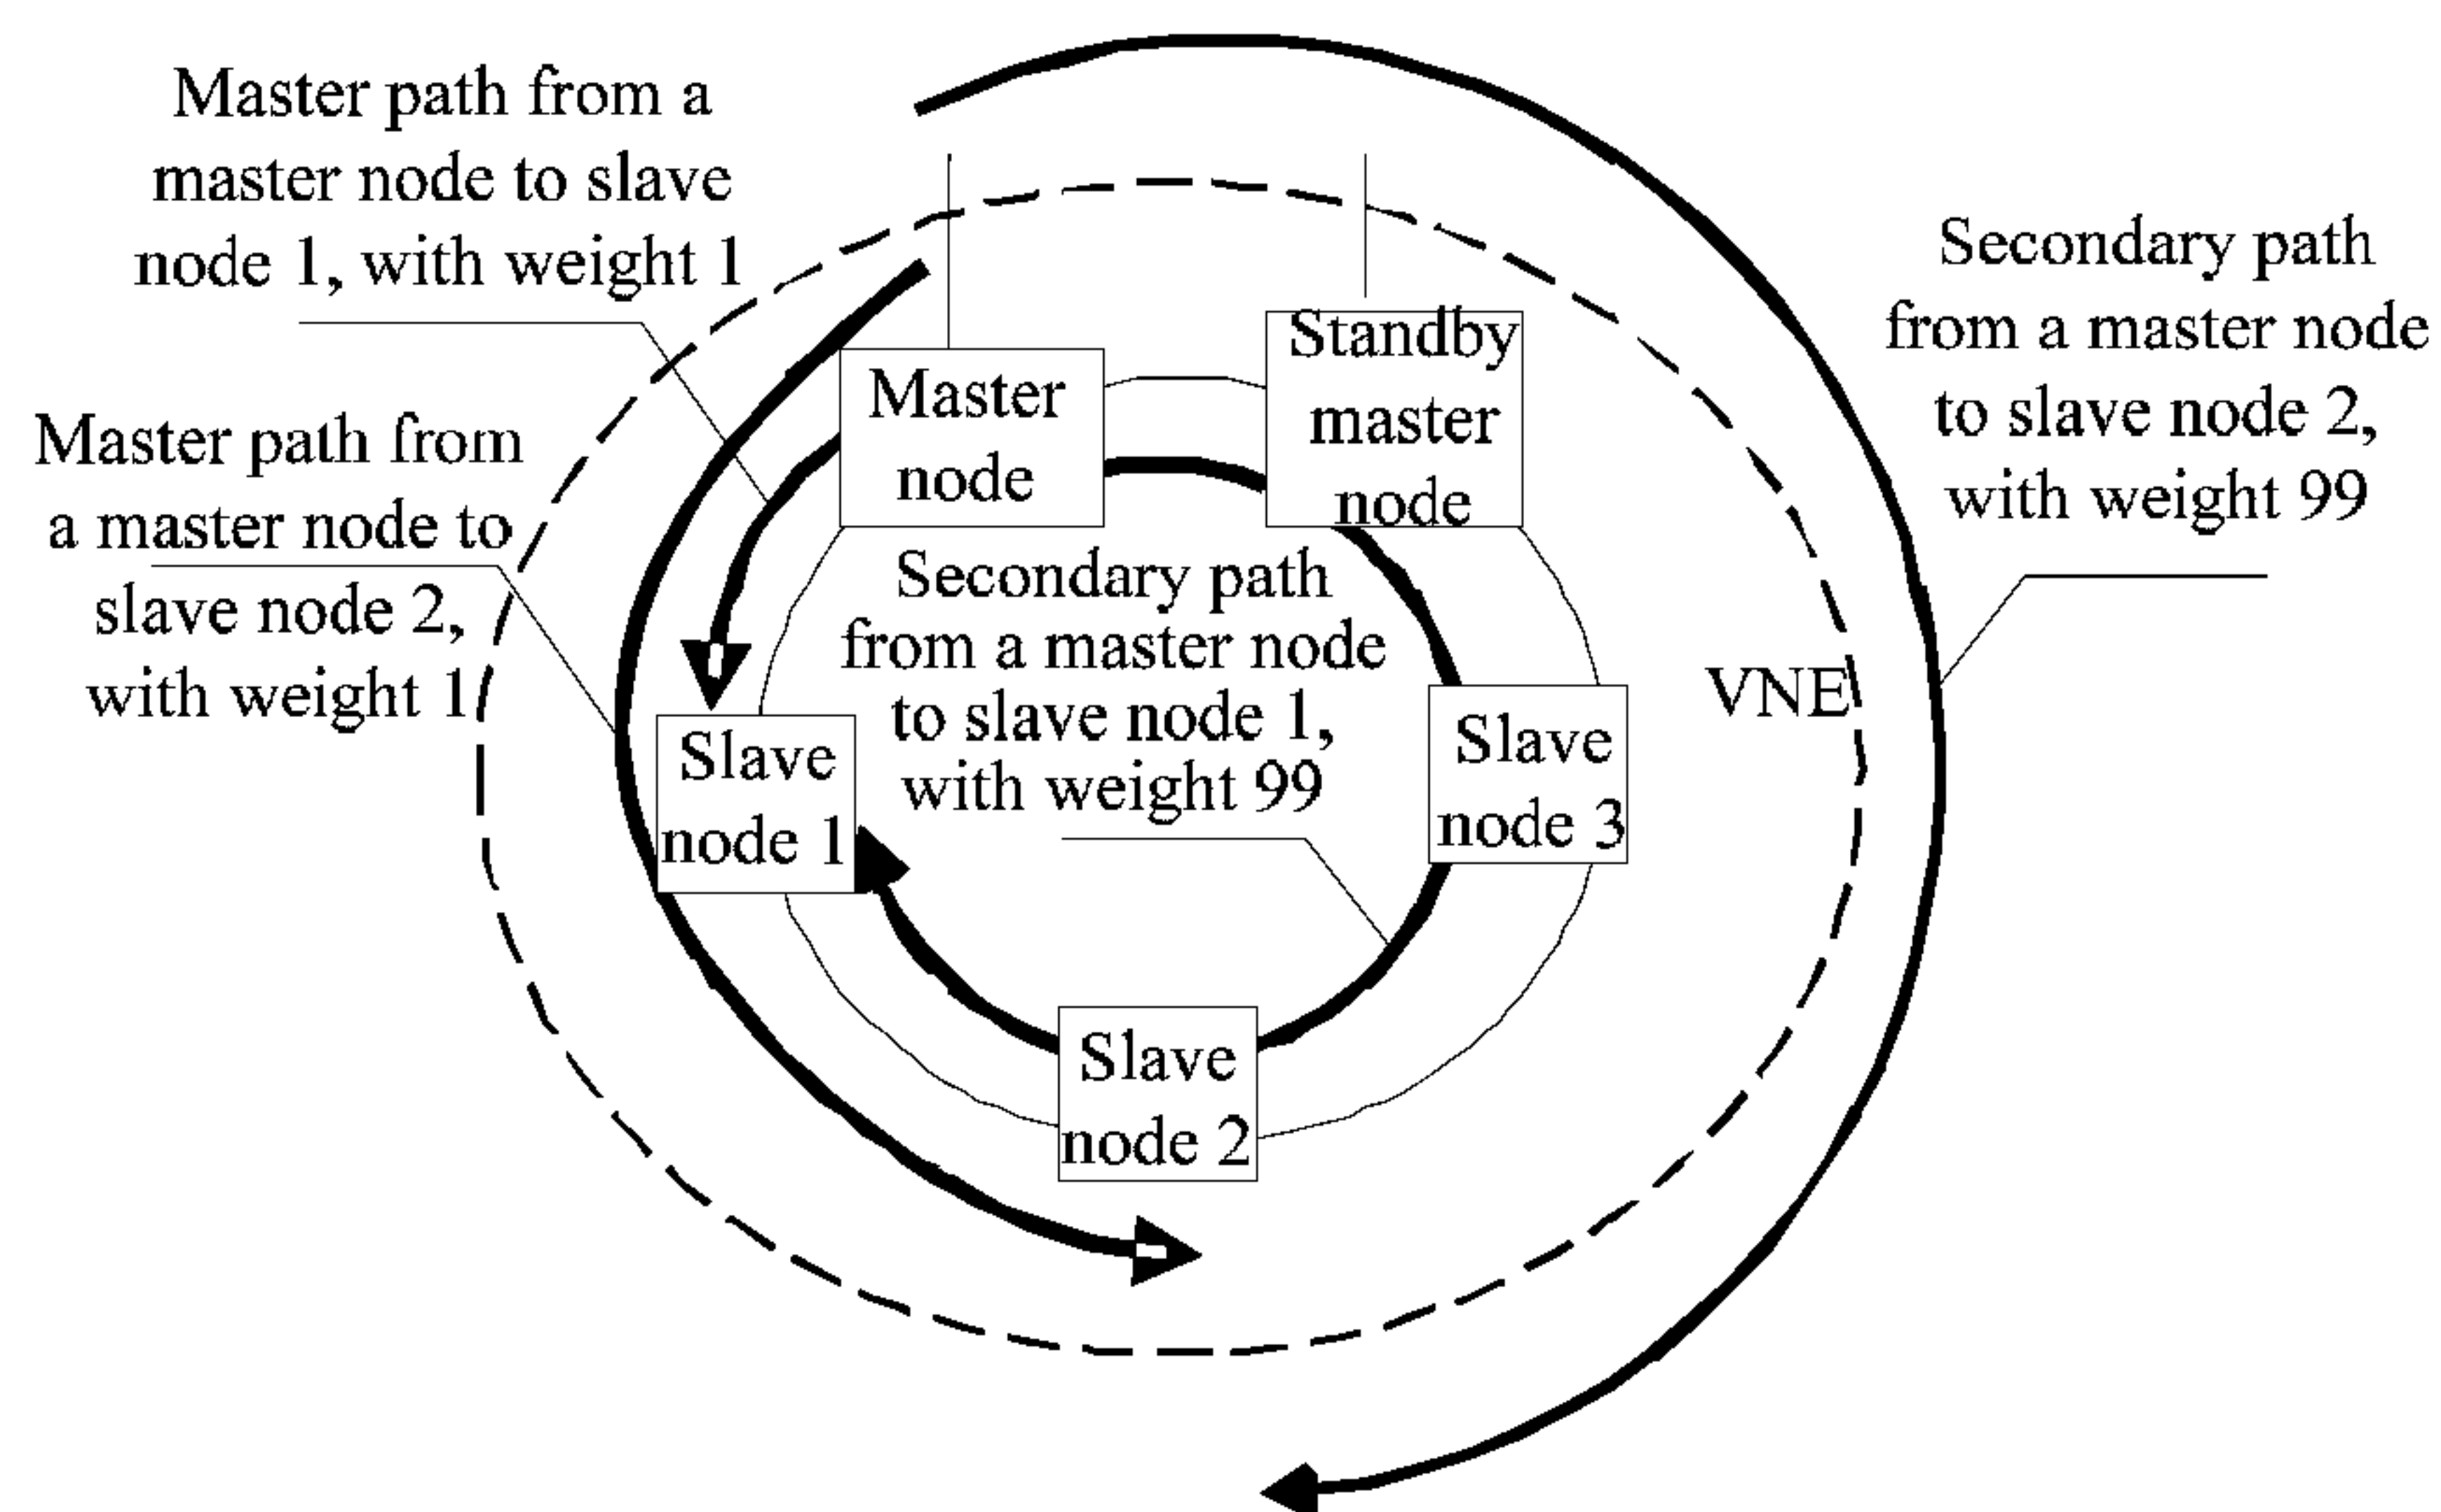 Master path from a
master node to slave
node 1, with weight 1
Master path from
a master node to
slave node 2,
with weight 1
Master
node
Standby
master
node
Secondary path
from a master node
to slave node 2,
with weight 99
Secondary path
from a master node
to slave node 1,
with weight 99
VNE
Slave
node 1
Slave
node 3
Slave
node 2